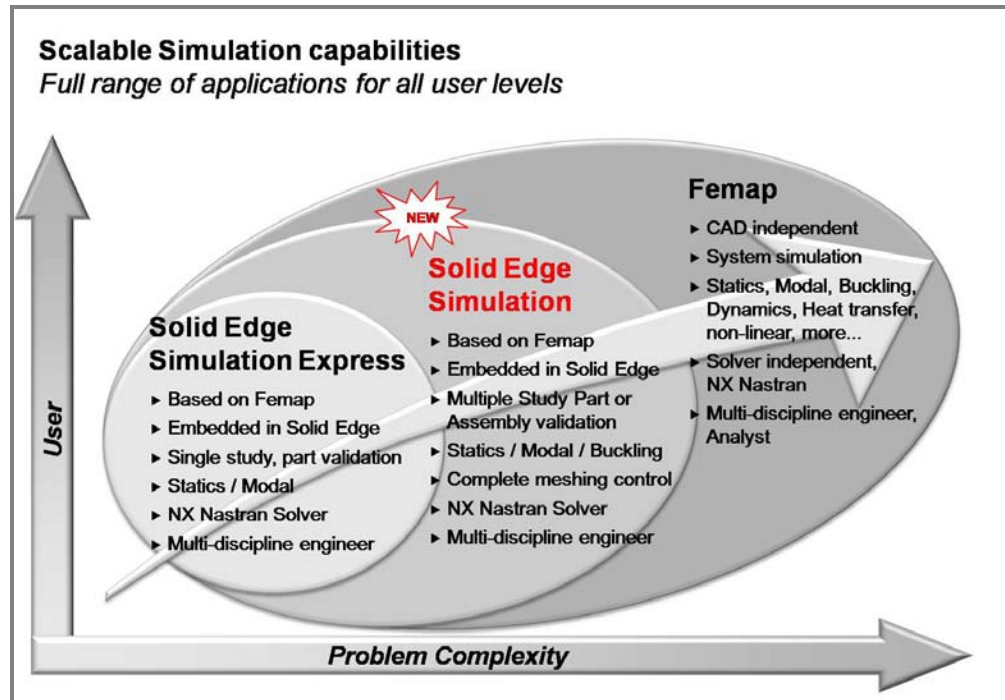 Scalable Simulation capabilities
Full range of applications for all user levels
User
Solid Edge
Simulation Express
▸ Based on Femap
▸ Embedded in Solid Edge
▸ Single study, part validation
▸ Statics / Modal
▸ NX Nastran Solver
▸ Multi-discipline engineer
NEW
Solid Edge
Simulation
▸ Based on Femap
▸ Embedded in Solid Edge
▸ Multiple Study Part or
Assembly validation
▸ Statics / Modal / Buckling
▸ Complete meshing control
▸ NX Nastran Solver
▸ Multi-discipline engineer
Femap
▸ CAD independent
▸ System simulation
▸ Statics, Modal, Buckling,
Dynamics, Heat transfer,
non-linear, more...
▸ Solver independent,
NX Nastran
▸ Multi-discipline engineer,
Analyst
Problem Complexity